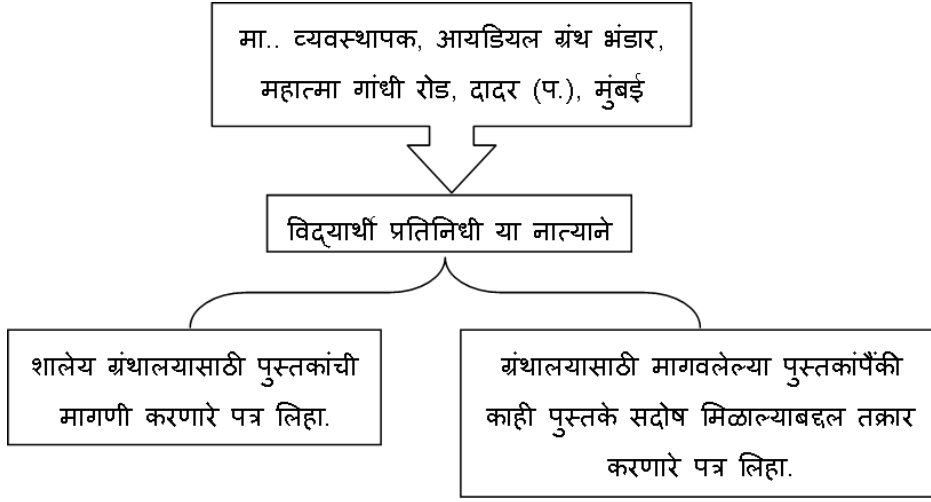 मा.. व्यवस्थापक, आयडियल ग्रंथ भंडार,
महात्मा गांधी रोड, दादर (प.), मुंबई
विद्‌यार्थी प्रतिनिधी या नात्याने
शालेय ग्रंथालयासाठी पुस्तकांची
मागणी करणारे पत्र लिहा.
ग्रंथालयासाठी मागवलेल्या पुस्तकांपैंकी
काही पुस्तके सदोष मिळाल्याबद्दल तक्रार
करणारे पत्र लिहा.